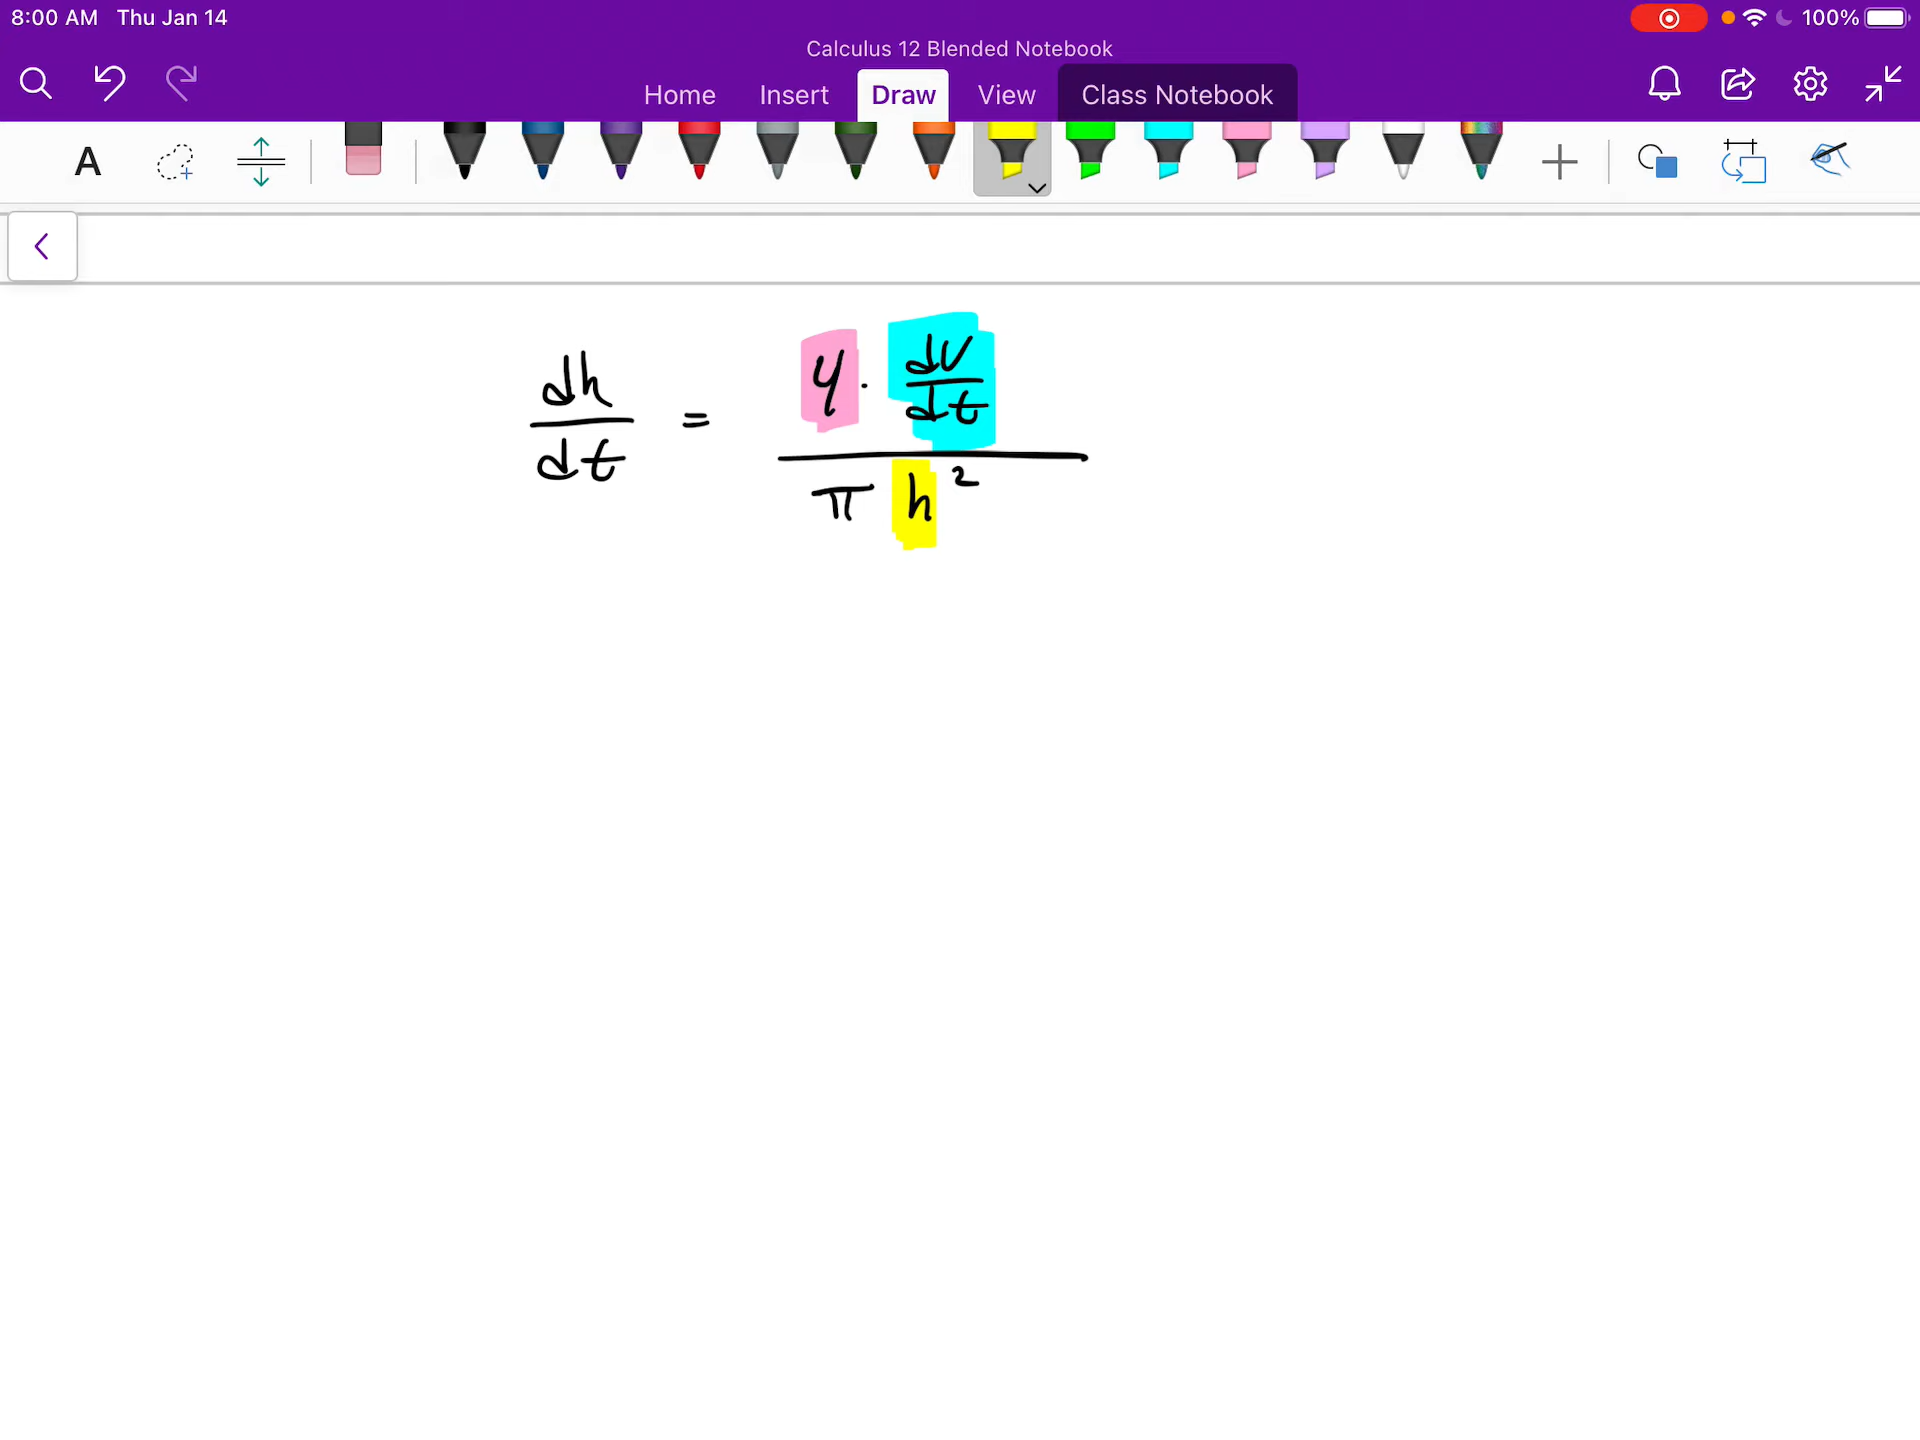 8:00 AM Thu Jan 14 100%
Calculus 12 Blended Notebook
Home Insert Draw View Class Notebook
A
dh/dt = 4 · dV/dt / π h²